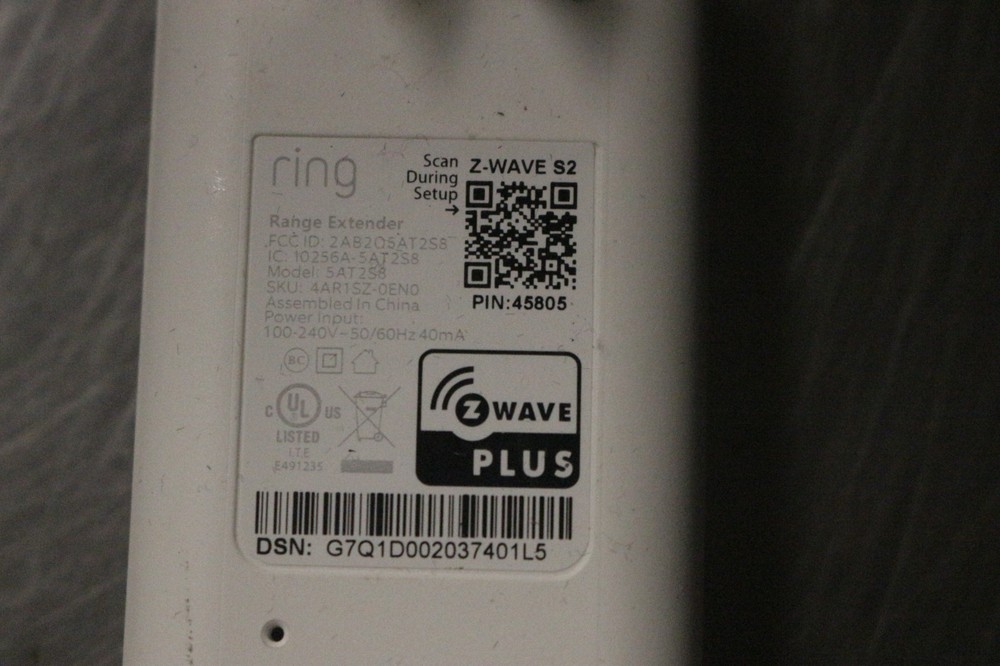 ring
Scan
During
Setup
Z-WAVE S2
PIN:45805
Range Extender
FCC ID: 2AB2Q5AT2S8
IC: 10256A-5AT2S8
Model: 5AT2S8
SKU: 4AR1SZ-0EN0
Assembled In China
Power Input:
100-240V~50/60Hz 40mA
BC
C UL US
LISTED
I.T.E
E491235
Z WAVE
PLUS
DSN: G7Q1D002037401L5